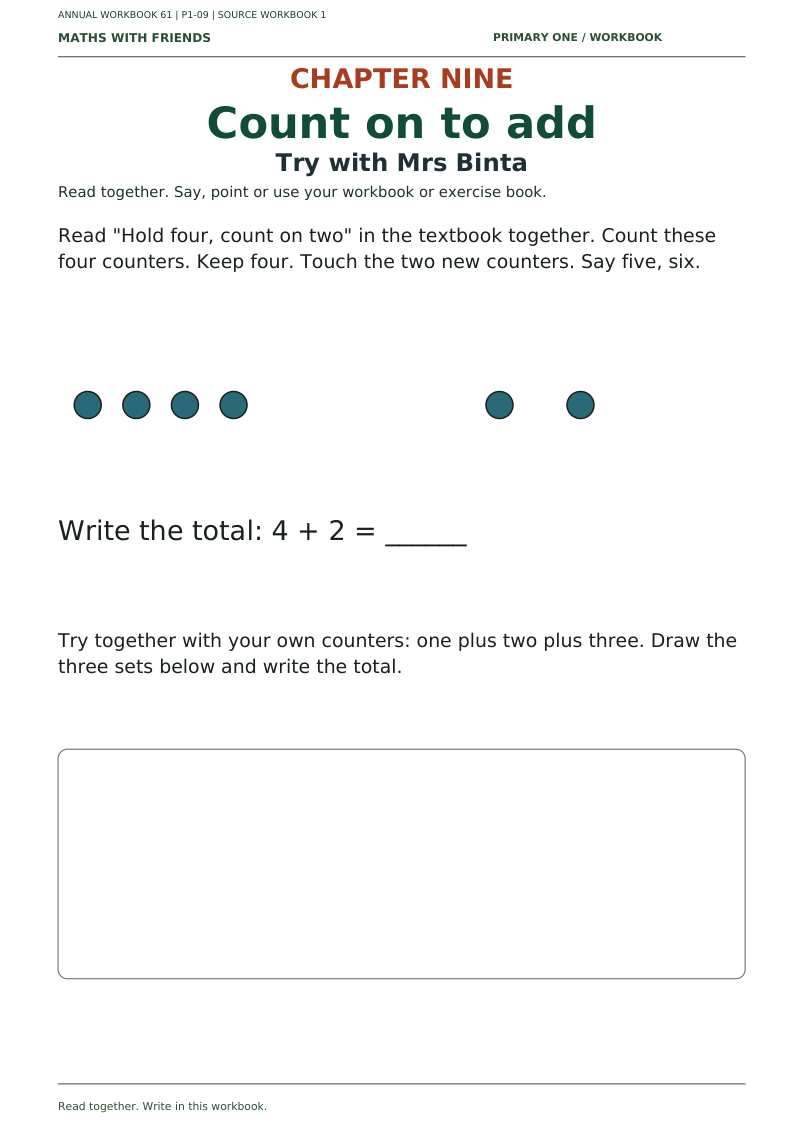 ANNUAL WORKBOOK 61 | P1-09 | SOURCE WORKBOOK 1
MATHS WITH FRIENDS
PRIMARY ONE / WORKBOOK
CHAPTER NINE
Count on to add
Try with Mrs Binta
Read together. Say, point or use your workbook or exercise book.
Read "Hold four, count on two" in the textbook together. Count these
four counters. Keep four. Touch the two new counters. Say five, six.
Write the total: 4 + 2 = ______
Try together with your own counters: one plus two plus three. Draw the
three sets below and write the total.
Read together. Write in this workbook.